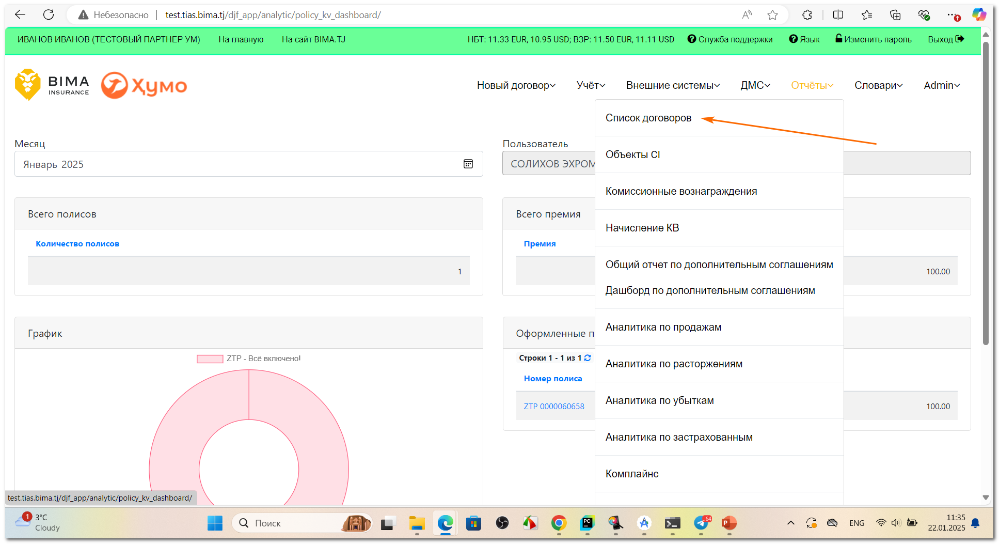 Небезопасно
test.tias.bima.tj/djf_app/analytic/policy_kv_dashboard/
ИВАНОВ ИВАНОВ (ТЕСТОВЫЙ ПАРТНЕР УМ) На главную На сайт BIMA.TJ НБТ: 11.33 EUR, 10.95 USD; ВЗР: 11.50 EUR, 11.11 USD Служба поддержки Язык Изменить пароль Выход
BIMA
INSURANCE
Ҳумо
Новый договор Учёт Внешние системы ДМС Отчёты Словари Admin
Список договоров
Объекты CI
Комиссионные вознаграждения
Начисление КВ
Общий отчет по дополнительным соглашениям
Дашборд по дополнительным соглашениям
Аналитика по продажам
Аналитика по расторжениям
Аналитика по убыткам
Аналитика по застрахованным
Комплайнс
Месяц
Январь 2025
Пользователь
СОЛИХОВ ЭХРОМ
Всего полисов
Количество полисов
1
Всего премия
Премия
100.00
График
ZTP - Всё включено!
Оформленные п
Строки 1 - 1 из 1
Номер полиса
ZTP 0000060658
100.00
test.tias.bima.tj/djf_app/analytic/policy_kv_dashboard/
1
3°C
Cloudy
Поиск
PC
64
P
ENG
11:35
22.01.2025